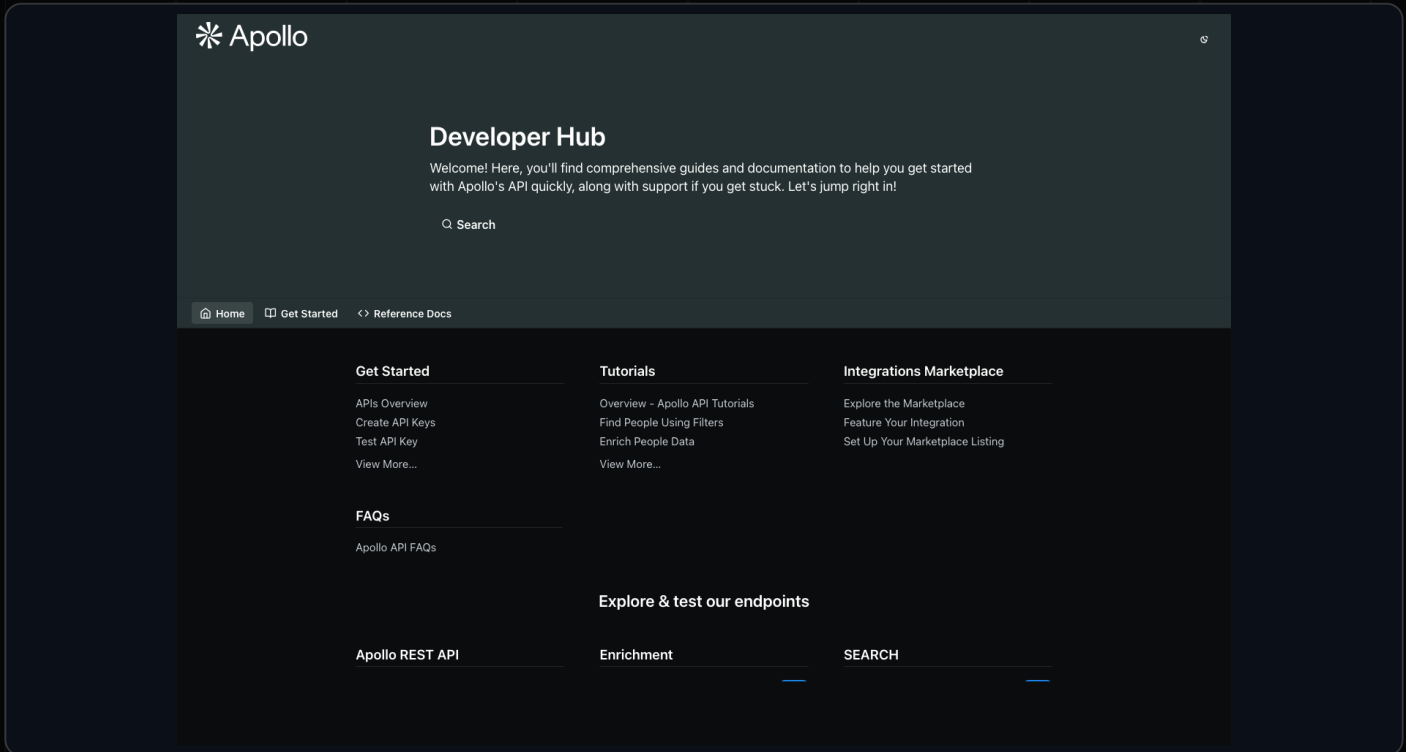 Apollo
Developer Hub
Welcome! Here, you'll find comprehensive guides and documentation to help you get started
with Apollo's API quickly, along with support if you get stuck. Let's jump right in!
Search
Home
Get Started
Reference Docs
Get Started
APIs Overview
Create API Keys
Test API Key
View More...
Tutorials
Overview - Apollo API Tutorials
Find People Using Filters
Enrich People Data
View More...
Integrations Marketplace
Explore the Marketplace
Feature Your Integration
Set Up Your Marketplace Listing
FAQs
Apollo API FAQs
Explore & test our endpoints
Apollo REST API
Enrichment
SEARCH